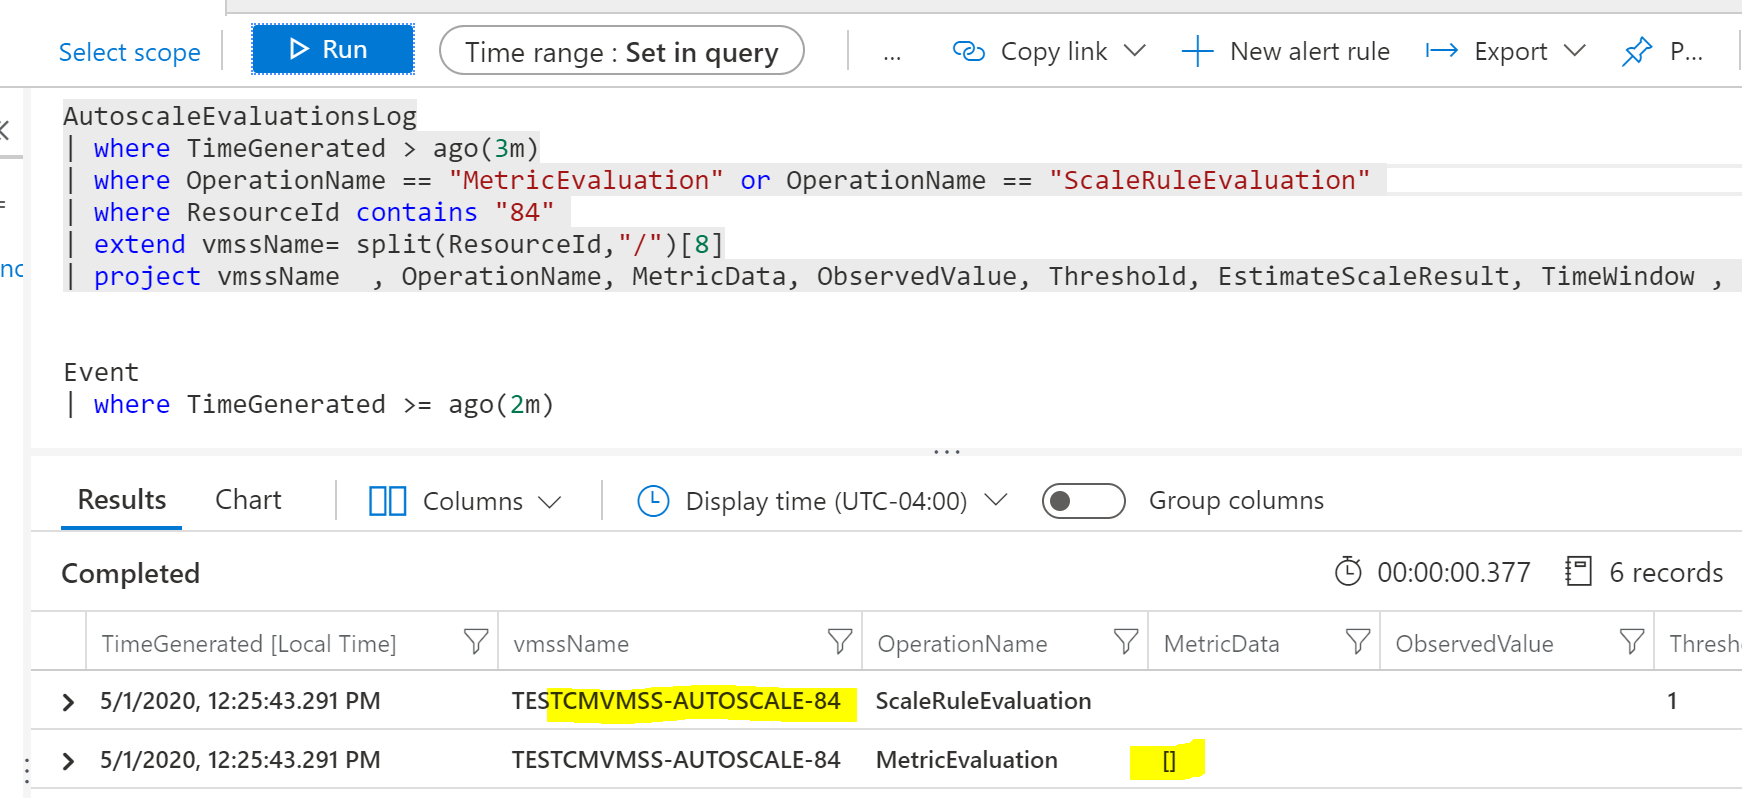 Select scope
Run
Time range : Set in query
...
Copy link
New alert rule
Export
P...
AutoscaleEvaluationsLog
| where TimeGenerated > ago(3m)
| where OperationName == "MetricEvaluation" or OperationName == "ScaleRuleEvaluation"
| where ResourceId contains "84"
| extend vmssName= split(ResourceId,"/")[8]
| project vmssName  , OperationName, MetricData, ObservedValue, Threshold, EstimateScaleResult, TimeWindow ,
Event
| where TimeGenerated >= ago(2m)
...
Results
Chart
Columns
Display time (UTC-04:00)
Group columns
Completed
00:00:00.377
6 records
TimeGenerated [Local Time] vmssName OperationName MetricData ObservedValue Thresh
5/1/2020, 12:25:43.291 PM TESTCMVMSS-AUTOSCALE-84 ScaleRuleEvaluation 1
5/1/2020, 12:25:43.291 PM TESTCMVMSS-AUTOSCALE-84 MetricEvaluation []